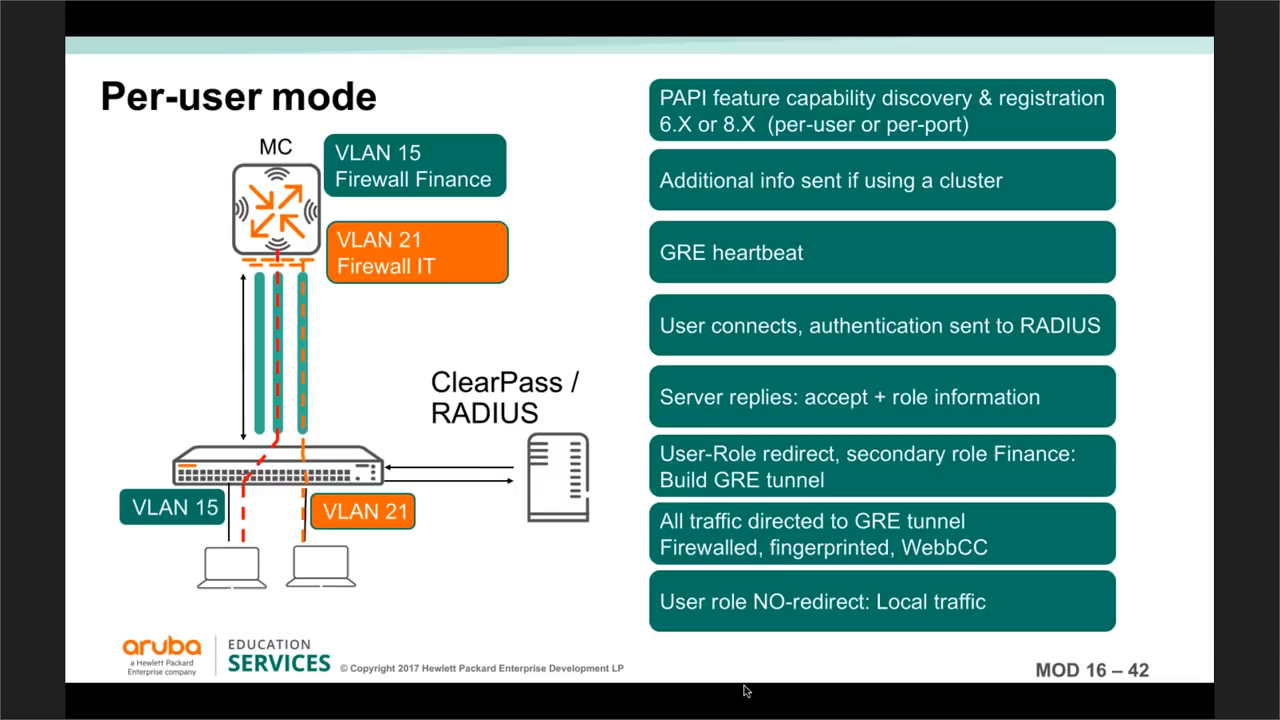 Per-user mode
MC
VLAN 15
Firewall Finance
VLAN 21
Firewall IT
ClearPass /
RADIUS
VLAN 15
VLAN 21
PAPI feature capability discovery & registration
6.X or 8.X (per-user or per-port)
Additional info sent if using a cluster
GRE heartbeat
User connects, authentication sent to RADIUS
Server replies: accept + role information
User-Role redirect, secondary role Finance:
Build GRE tunnel
All traffic directed to GRE tunnel
Firewalled, fingerprinted, WebbCC
User role NO-redirect: Local traffic
aruba
a Hewlett Packard
Enterprise company
EDUCATION
SERVICES
© Copyright 2017 Hewlett Packard Enterprise Development LP
MOD 16 – 42